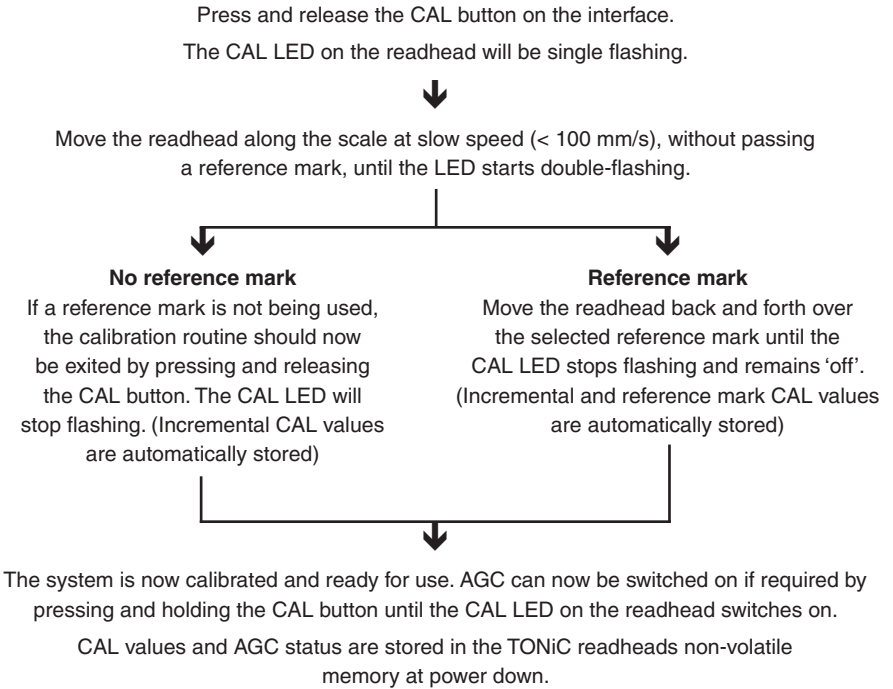 Press and release the CAL button on the interface.
The CAL LED on the readhead will be single flashing.
Move the readhead along the scale at slow speed (< 100 mm/s), without passing
a reference mark, until the LED starts double-flashing.
No reference mark
If a reference mark is not being used,
the calibration routine should now
be exited by pressing and releasing
the CAL button. The CAL LED will
stop flashing. (Incremental CAL values
are automatically stored)
Reference mark
Move the readhead back and forth over
the selected reference mark until the
CAL LED stops flashing and remains ‘off’.
(Incremental and reference mark CAL values
are automatically stored)
The system is now calibrated and ready for use. AGC can now be switched on if required by
pressing and holding the CAL button until the CAL LED on the readhead switches on.
CAL values and AGC status are stored in the TONiC readheads non-volatile
memory at power down.